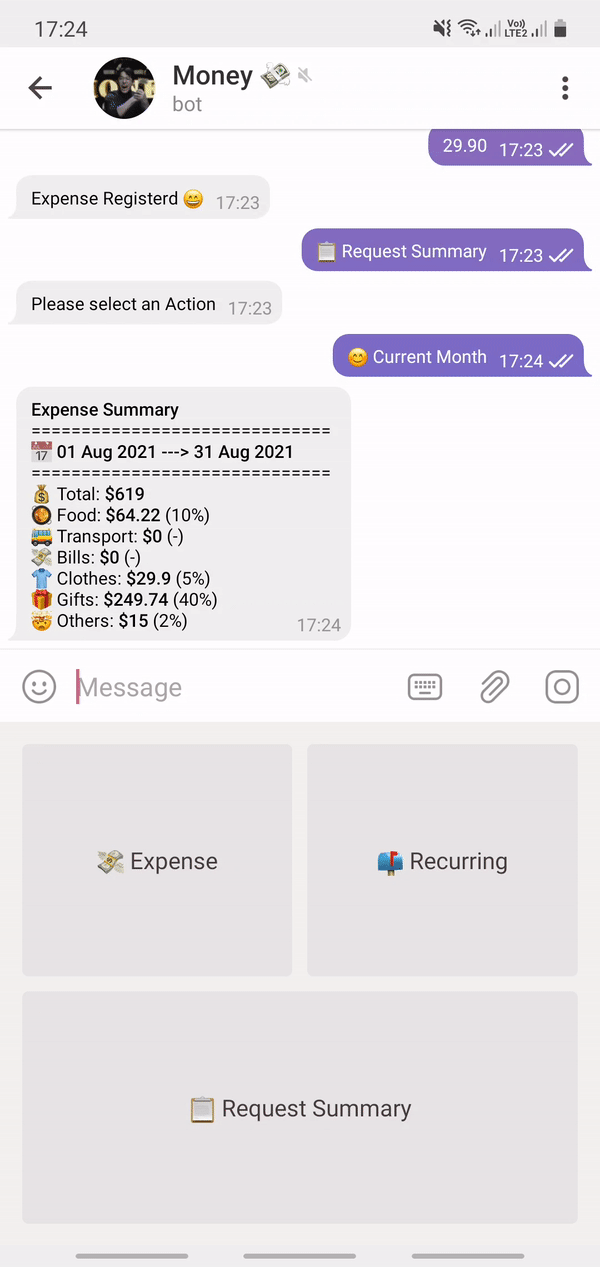 17:24
Vo))
LTE2
Money 💸
bot
29.90 17:23
Expense Registerd 😄 17:23
📋 Request Summary 17:23
Please select an Action 17:23
😊 Current Month 17:24
Expense Summary
==============================
📅 01 Aug 2021 ---> 31 Aug 2021
==============================
💰 Total: $619
🥘 Food: $64.22 (10%)
🚌 Transport: $0 (-)
💸 Bills: $0 (-)
👕 Clothes: $29.9 (5%)
🎁 Gifts: $249.74 (40%)
🤯 Others: $15 (2%)
17:24
Message
💸 Expense
📫 Recurring
📋 Request Summary